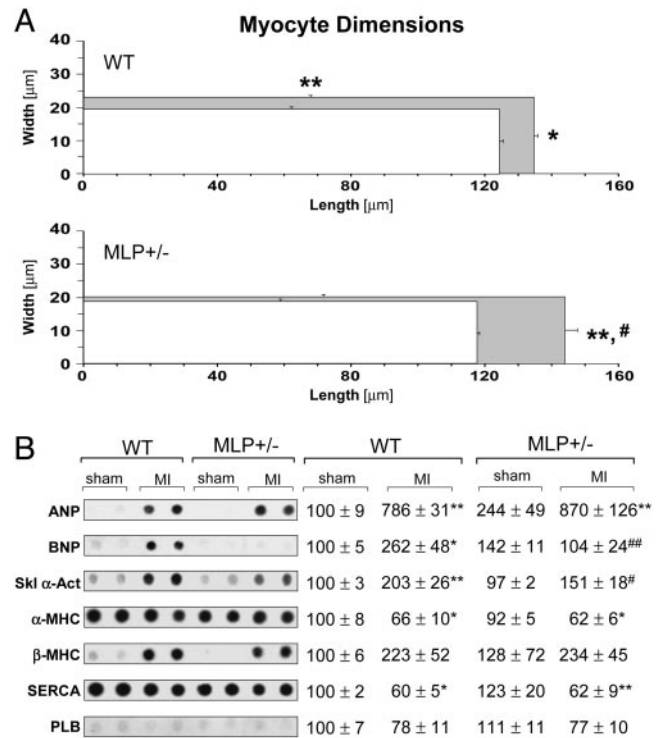 A
Myocyte Dimensions
WT
Width [μm]
40
30
20
10
0
**
*
0 40 80 120 160
Length [μm]
MLP+/-
Width [μm]
40
30
20
10
0
**, #
0 40 80 120 160
Length [μm]
B
WT MLP+/- WT MLP+/-
sham MI sham MI sham MI sham MI
ANP 100 ± 9 786 ± 31** 244 ± 49 870 ± 126**
BNP 100 ± 5 262 ± 48* 142 ± 11 104 ± 24##
Skl α-Act 100 ± 3 203 ± 26** 97 ± 2 151 ± 18#
α-MHC 100 ± 8 66 ± 10* 92 ± 5 62 ± 6*
β-MHC 100 ± 6 223 ± 52 128 ± 72 234 ± 45
SERCA 100 ± 2 60 ± 5* 123 ± 20 62 ± 9**
PLB 100 ± 7 78 ± 11 111 ± 11 77 ± 10